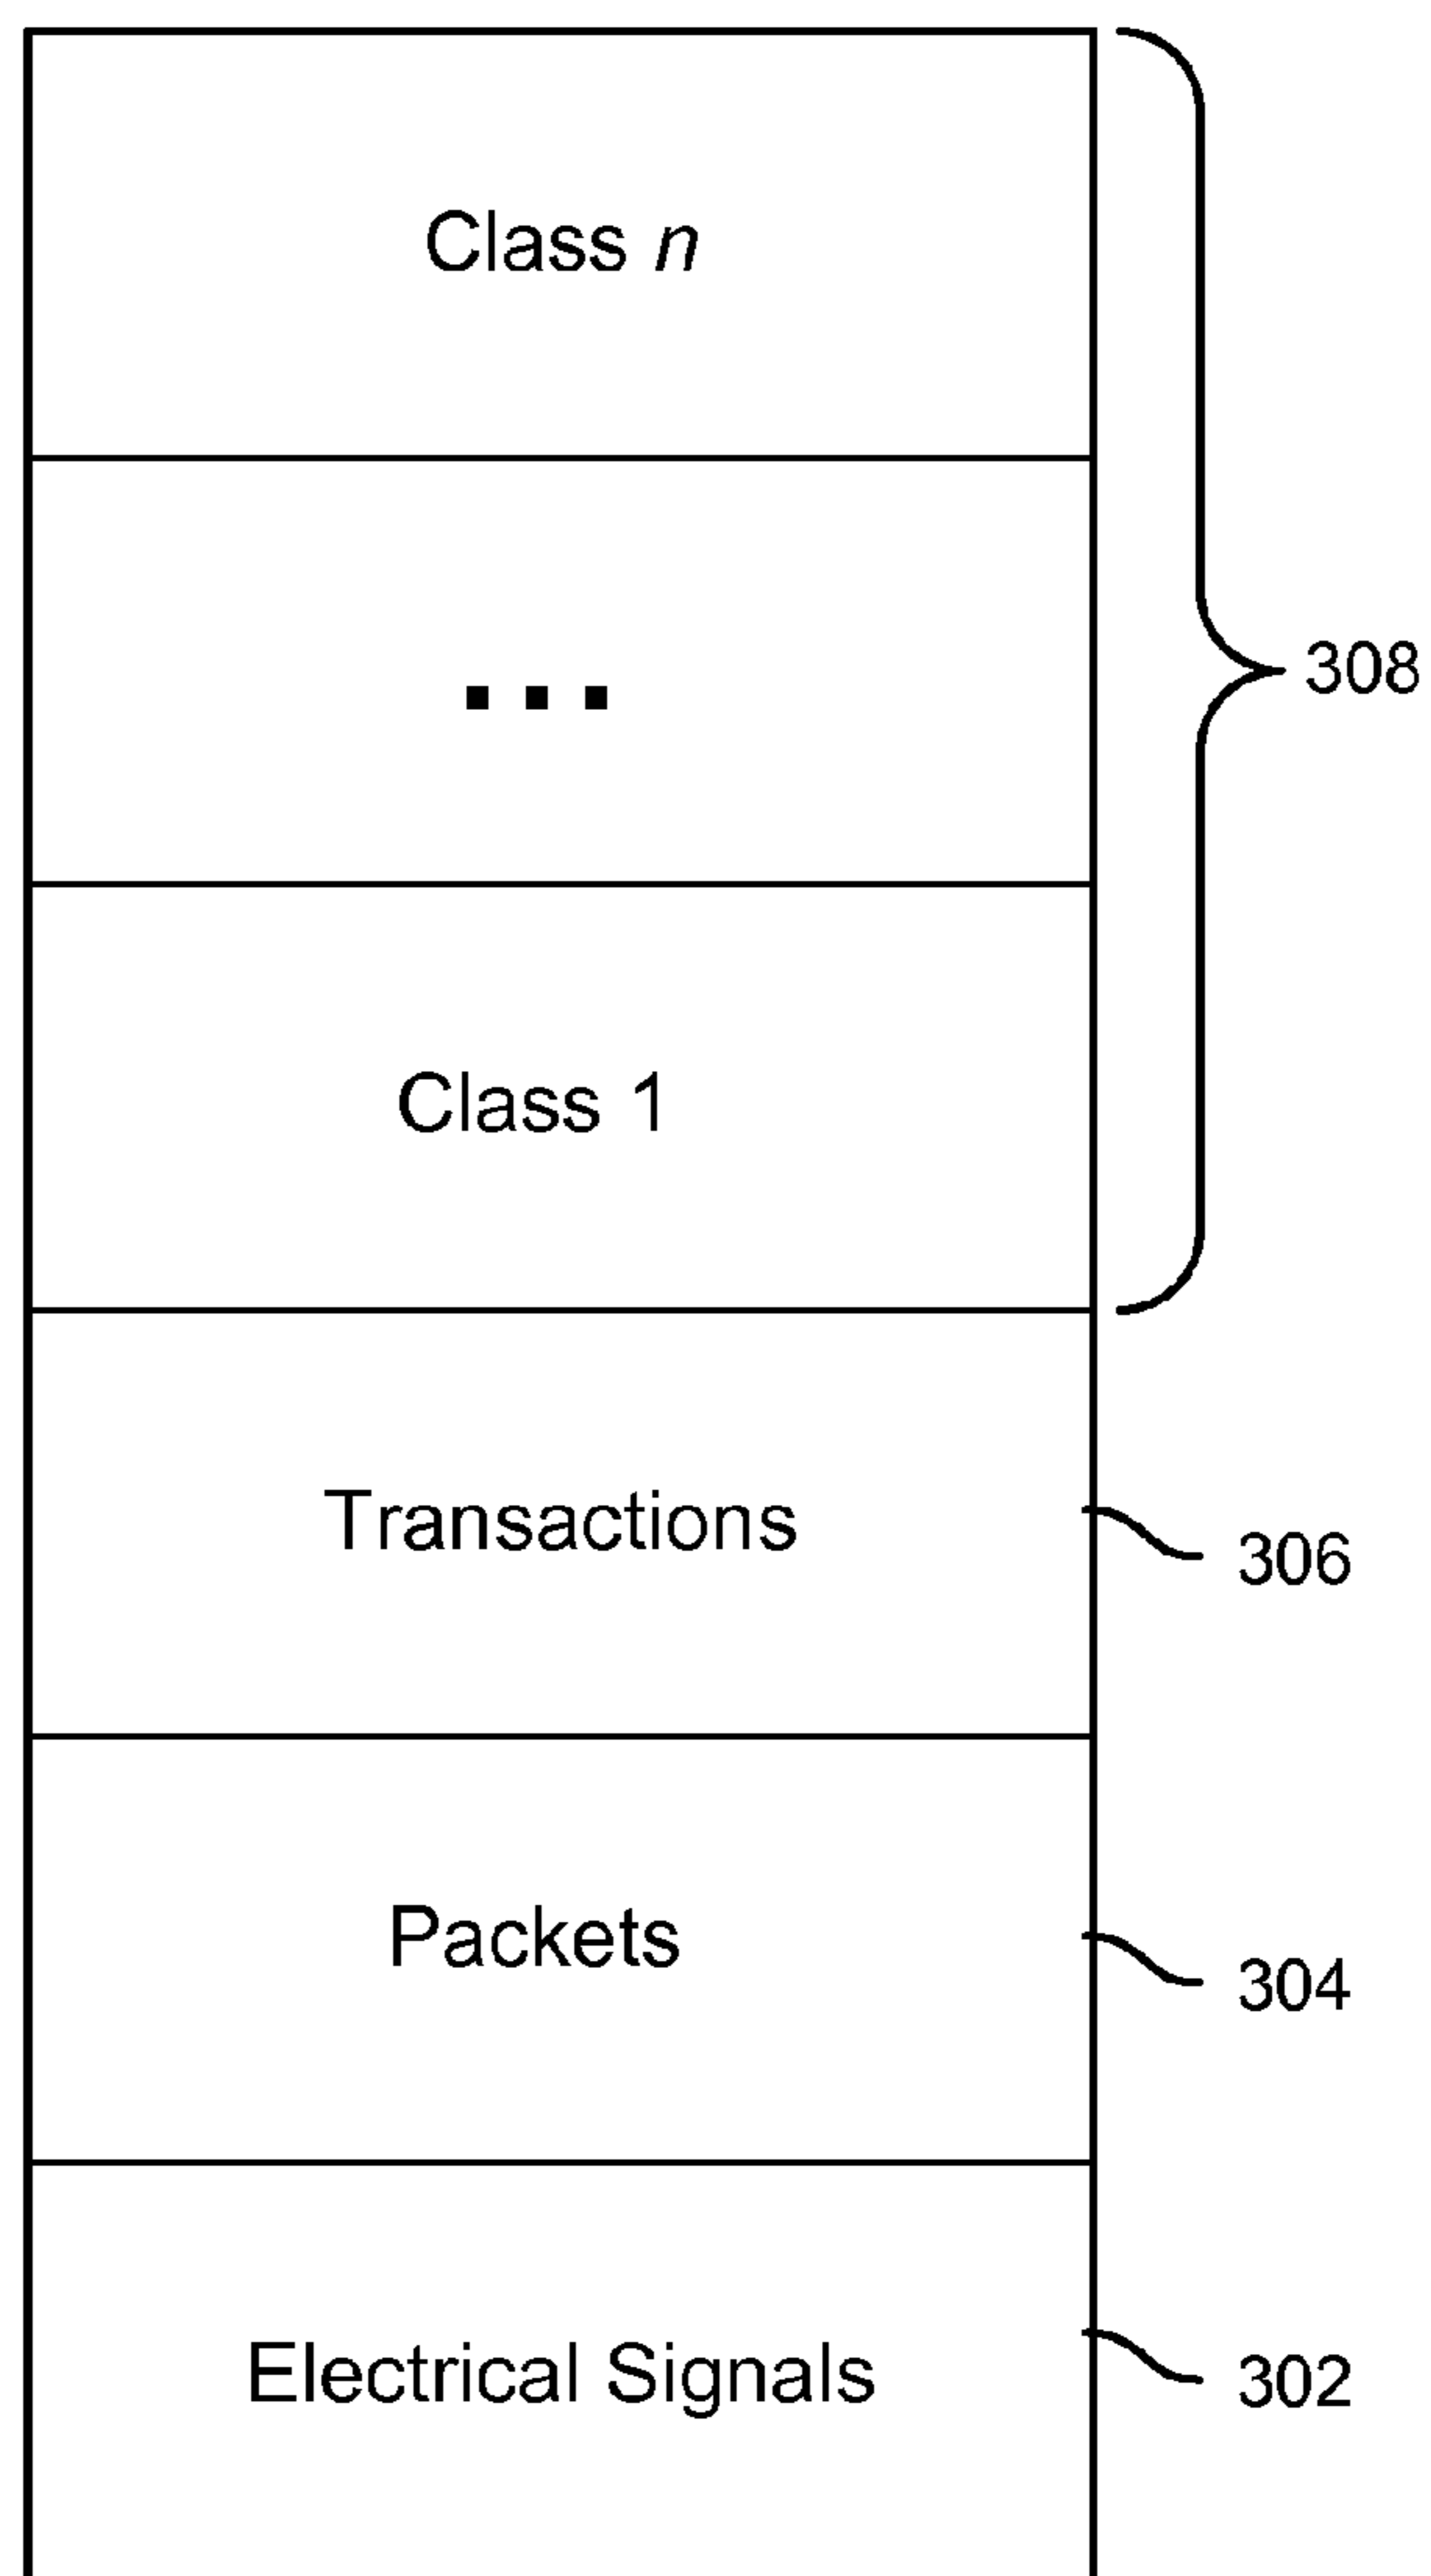 Class n
...
308
Class 1
Transactions
306
Packets
304
Electrical Signals
302